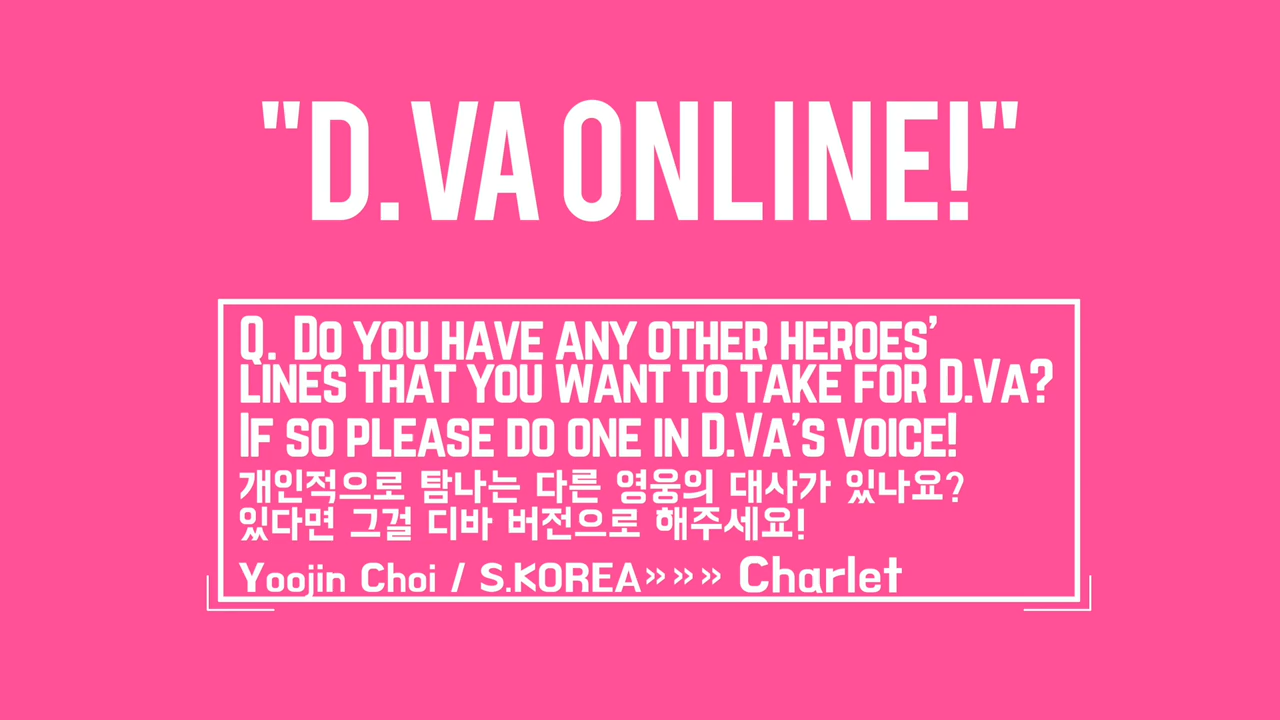 "D.VA ONLINE!"
Q. Do you have any other heroes'
lines that you want to take for D.Va?
If so please do one in D.Va's voice!
개인적으로 탐나는 다른 영웅의 대사가 있나요?
있다면 그걸 디바 버전으로 해주세요!
Yoojin Choi / S.KOREA»»» Charlet